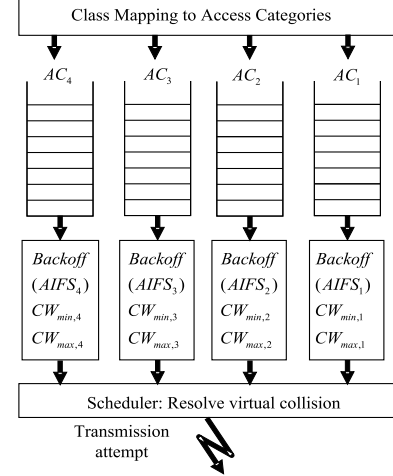 Class Mapping to Access Categories
AC4 AC3 AC2 AC1
Backoff Backoff Backoff Backoff
(AIFS4) (AIFS3) (AIFS2) (AIFS1)
CWmin,4 CWmin,3 CWmin,2 CWmin,1
CWmax,4 CWmax,3 CWmax,2 CWmax,1
Scheduler: Resolve virtual collision
Transmission
attempt